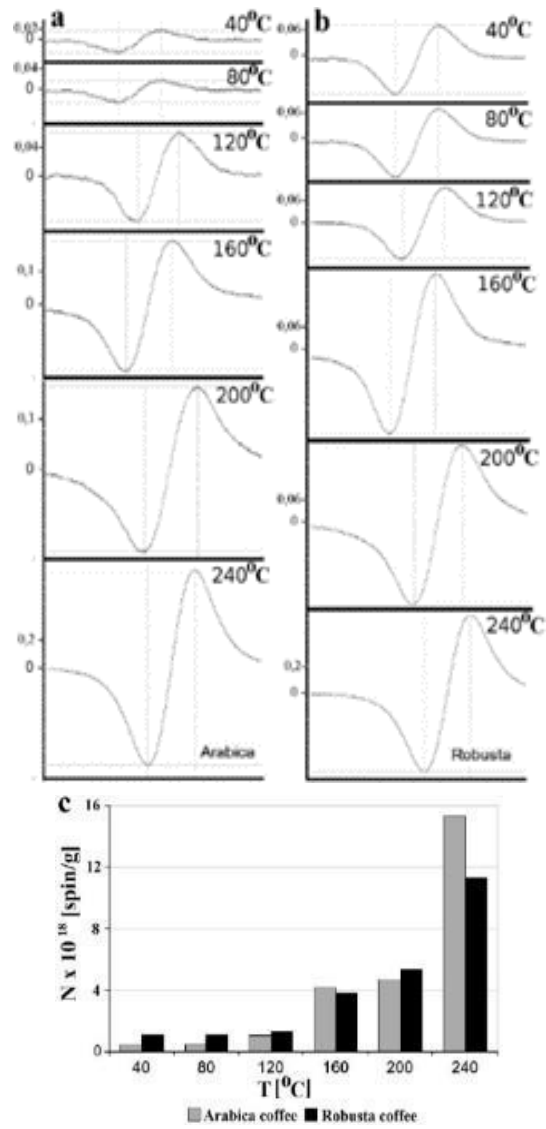 a
0,03
0
40°C
0,04
0
80°C
120°C
0,04
0
160°C
0,1
0
200°C
0,1
0
240°C
0,2
0
Arabica
b
40°C
0,06
0
80°C
0,06
0
120°C
0,06
0
160°C
0,06
0
200°C
0,06
0
240°C
0,2
0
Robusta
c
N x 10¹⁸ [spin/g]
16
12
8
4
0
40 80 120 160 200 240
T [°C]
Arabica coffee Robusta coffee